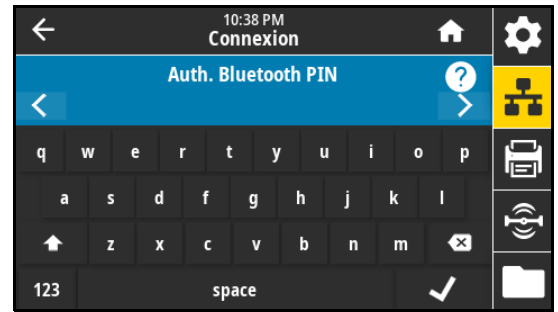 10:38 PM
Connexion
Auth. Bluetooth PIN
?
q w e r t y u i o p
a s d f g h j k l
z x c v b n m
123 space